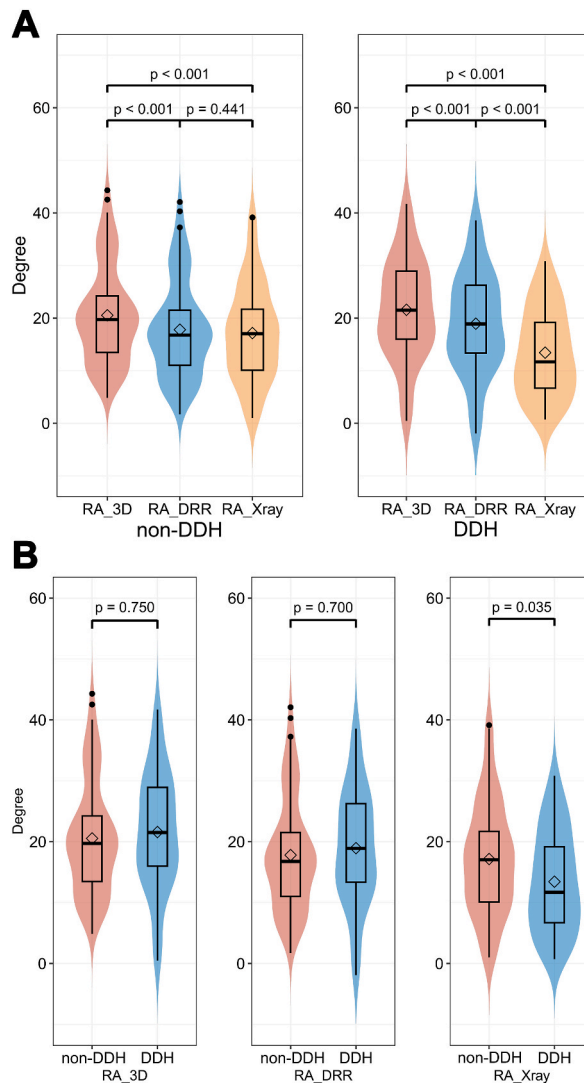 A
p < 0.001
p < 0.001 p = 0.441
p < 0.001
p < 0.001 p < 0.001
Degree
60
40
20
0
60
40
20
0
RA_3D RA_DRR RA_Xray
non-DDH
RA_3D RA_DRR RA_Xray
DDH
B
p = 0.750
p = 0.700
p = 0.035
Degree
60
40
20
0
60
40
20
0
60
40
20
0
non-DDH DDH
RA_3D
non-DDH DDH
RA_DRR
non-DDH DDH
RA_Xray